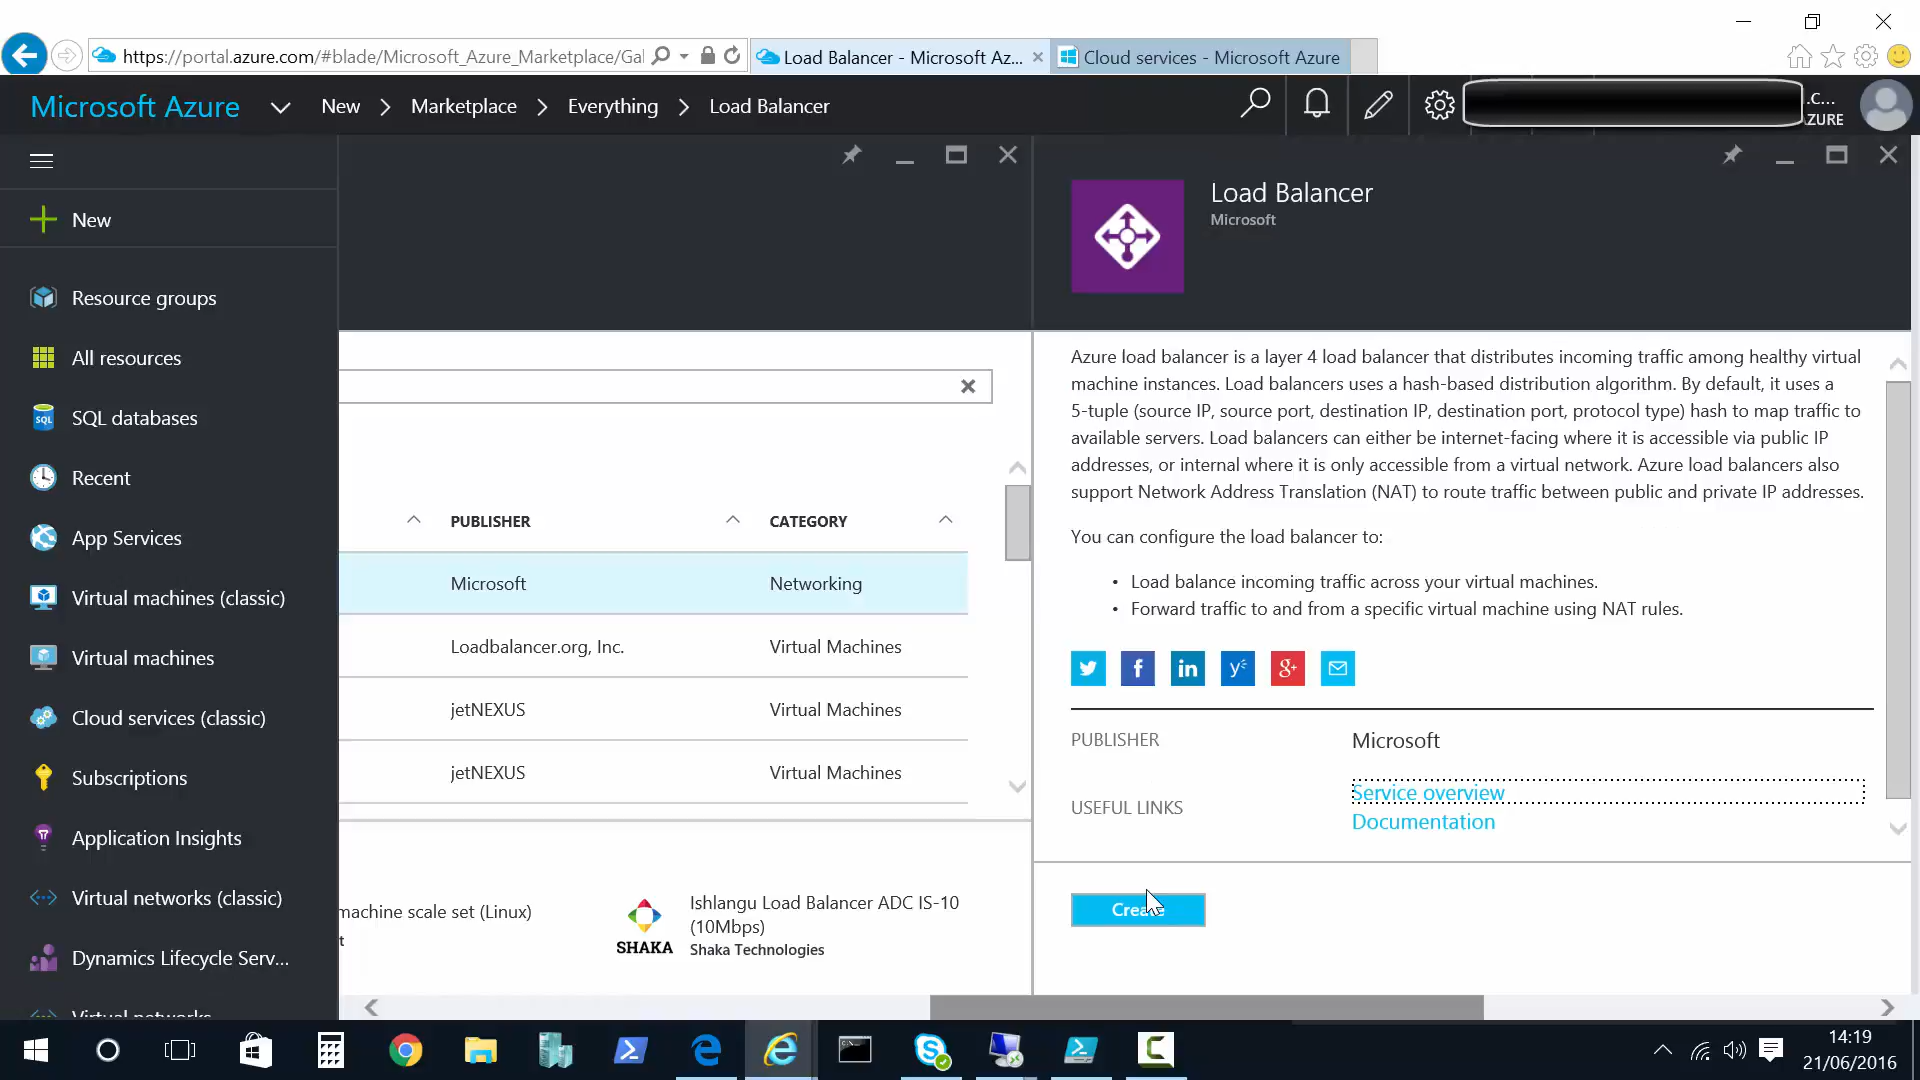 https://portal.azure.com/#blade/Microsoft_Azure_Marketplace/Gal
Load Balancer - Microsoft Az...
Cloud services - Microsoft Azure
Microsoft Azure
New
Marketplace
Everything
Load Balancer
.C...
AZURE
New
Resource groups
All resources
SQL
SQL databases
Recent
App Services
Virtual machines (classic)
Virtual machines
Cloud services (classic)
Subscriptions
Application Insights
Virtual networks (classic)
Dynamics Lifecycle Serv...
Virtual networks
PUBLISHER
CATEGORY
Microsoft
Networking
Loadbalancer.org, Inc.
Virtual Machines
jetNEXUS
Virtual Machines
jetNEXUS
Virtual Machines
machine scale set (Linux)
t
SHAKA
Ishlangu Load Balancer ADC IS-10
(10Mbps)
Shaka Technologies
Load Balancer
Microsoft
Azure load balancer is a layer 4 load balancer that distributes incoming traffic among healthy virtual
machine instances. Load balancers uses a hash-based distribution algorithm. By default, it uses a
5-tuple (source IP, source port, destination IP, destination port, protocol type) hash to map traffic to
available servers. Load balancers can either be internet-facing where it is accessible via public IP
addresses, or internal where it is only accessible from a virtual network. Azure load balancers also
support Network Address Translation (NAT) to route traffic between public and private IP addresses.
You can configure the load balancer to:
• Load balance incoming traffic across your virtual machines.
• Forward traffic to and from a specific virtual machine using NAT rules.
PUBLISHER
Microsoft
USEFUL LINKS
Service overview
Documentation
Create
14:19
21/06/2016